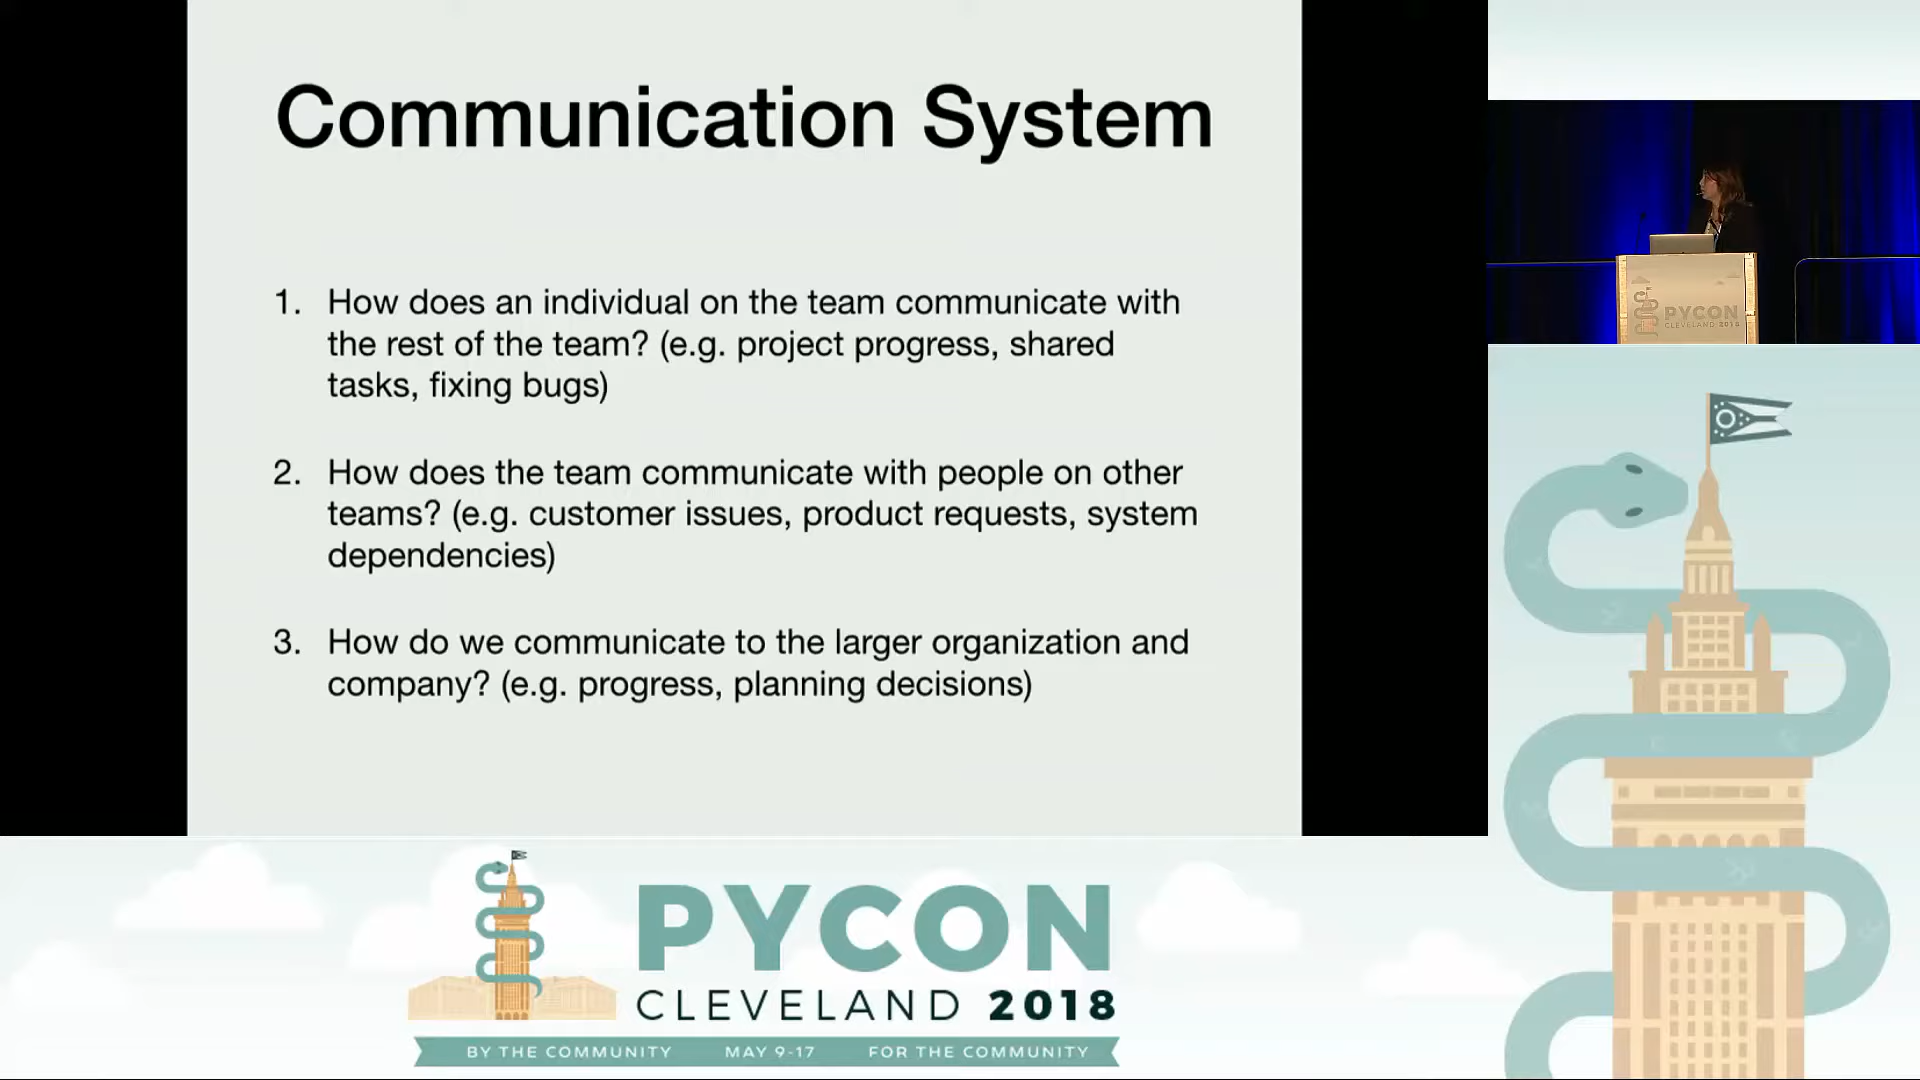 Communication System
1. How does an individual on the team communicate with
the rest of the team? (e.g. project progress, shared
tasks, fixing bugs)
2. How does the team communicate with people on other
teams? (e.g. customer issues, product requests, system
dependencies)
3. How do we communicate to the larger organization and
company? (e.g. progress, planning decisions)
PYCON
CLEVELAND 2018
PYCON
CLEVELAND 2018
BY THE COMMUNITY MAY 9-17 FOR THE COMMUNITY